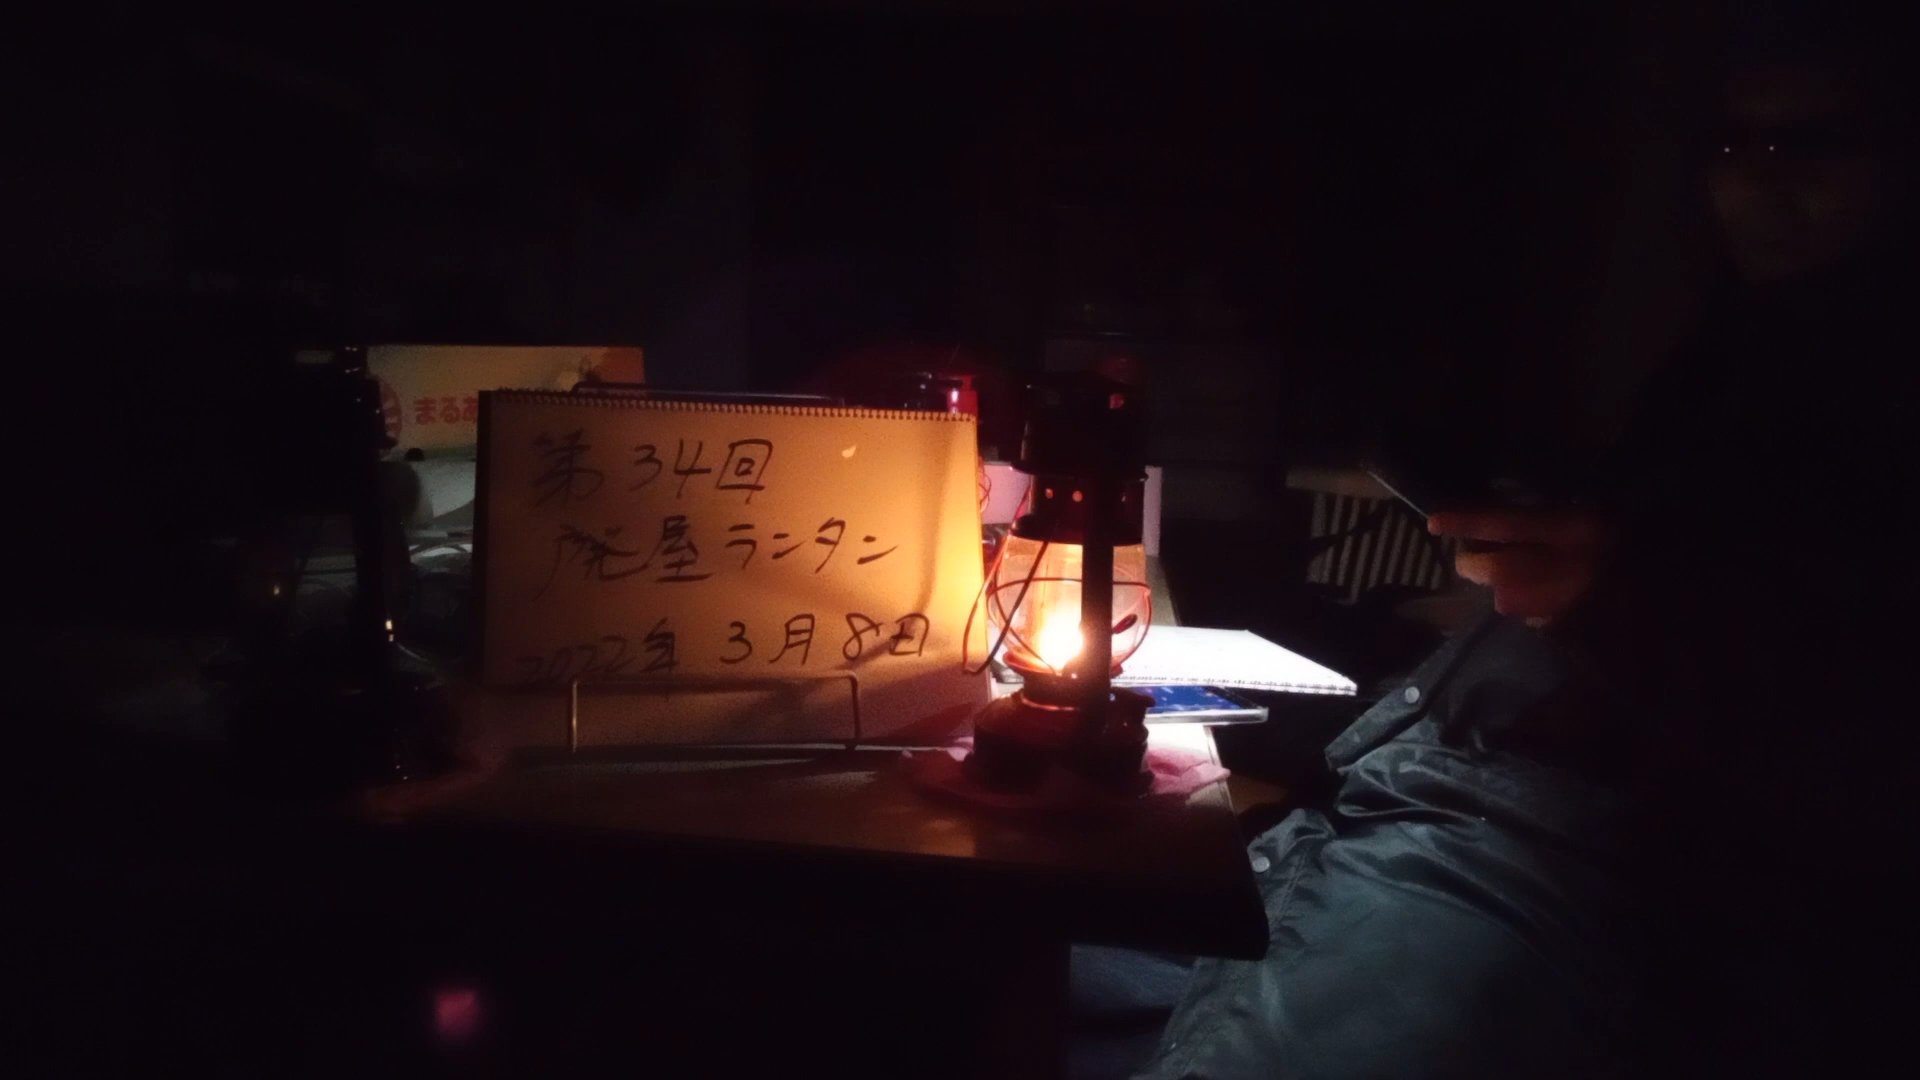 まるあ
第34回
廃屋ランタン
2022年 3月8日